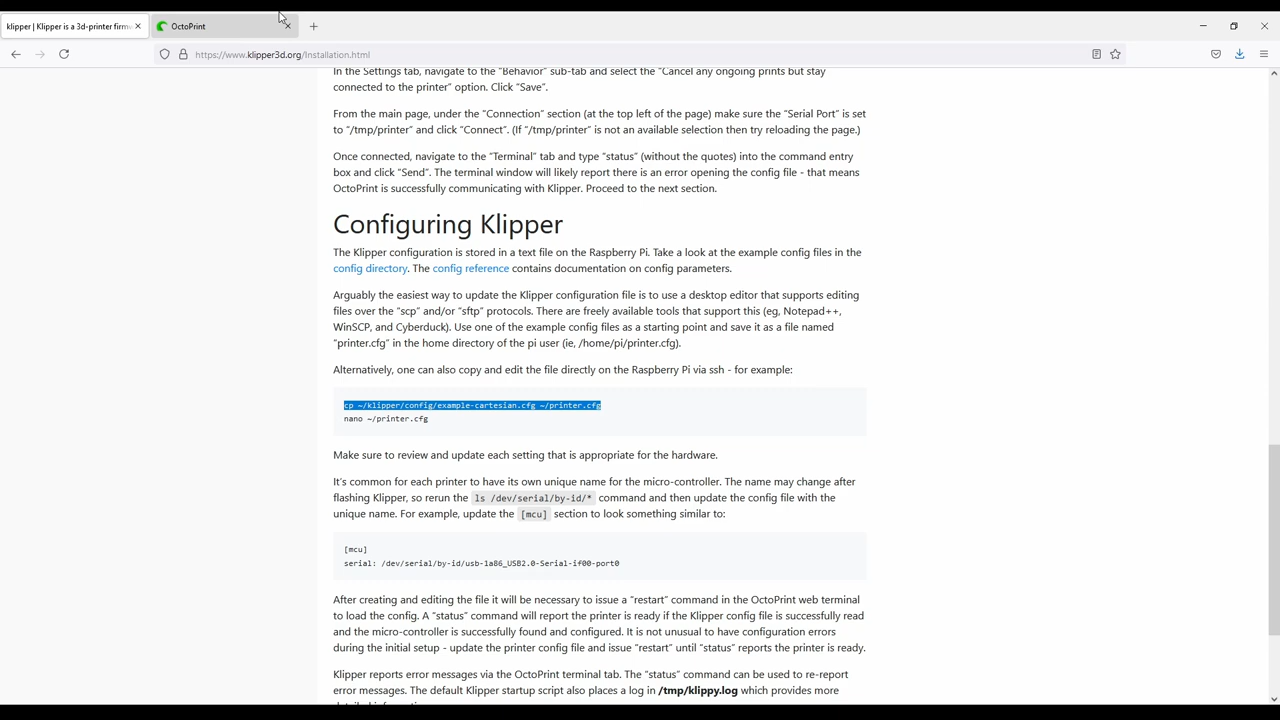 klipper | Klipper is a 3d-printer firmw
OctoPrint
https://www.klipper3d.org/Installation.html
In the Settings tab, navigate to the "Behavior" sub-tab and select the "Cancel any ongoing prints but stay
connected to the printer" option. Click "Save".
From the main page, under the "Connection" section (at the top left of the page) make sure the "Serial Port" is set
to "/tmp/printer" and click "Connect". (If "/tmp/printer" is not an available selection then try reloading the page.)
Once connected, navigate to the "Terminal" tab and type "status" (without the quotes) into the command entry
box and click "Send". The terminal window will likely report there is an error opening the config file - that means
OctoPrint is successfully communicating with Klipper. Proceed to the next section.
Configuring Klipper
The Klipper configuration is stored in a text file on the Raspberry Pi. Take a look at the example config files in the
config directory. The config reference contains documentation on config parameters.
Arguably the easiest way to update the Klipper configuration file is to use a desktop editor that supports editing
files over the "scp" and/or "sftp" protocols. There are freely available tools that support this (eg, Notepad++,
WinSCP, and Cyberduck). Use one of the example config files as a starting point and save it as a file named
"printer.cfg" in the home directory of the pi user (ie, /home/pi/printer.cfg).
Alternatively, one can also copy and edit the file directly on the Raspberry Pi via ssh - for example:
cp ~/klipper/config/example-cartesian.cfg ~/printer.cfg
nano ~/printer.cfg
Make sure to review and update each setting that is appropriate for the hardware.
It's common for each printer to have its own unique name for the micro-controller. The name may change after
flashing Klipper, so rerun the ls /dev/serial/by-id/* command and then update the config file with the
unique name. For example, update the [mcu] section to look something similar to:
[mcu]
serial: /dev/serial/by-id/usb-1a86_USB2.0-Serial-if00-port0
After creating and editing the file it will be necessary to issue a "restart" command in the OctoPrint web terminal
to load the config. A "status" command will report the printer is ready if the Klipper config file is successfully read
and the micro-controller is successfully found and configured. It is not unusual to have configuration errors
during the initial setup - update the printer config file and issue "restart" until "status" reports the printer is ready.
Klipper reports error messages via the OctoPrint terminal tab. The "status" command can be used to re-report
error messages. The default Klipper startup script also places a log in /tmp/klippy.log which provides more